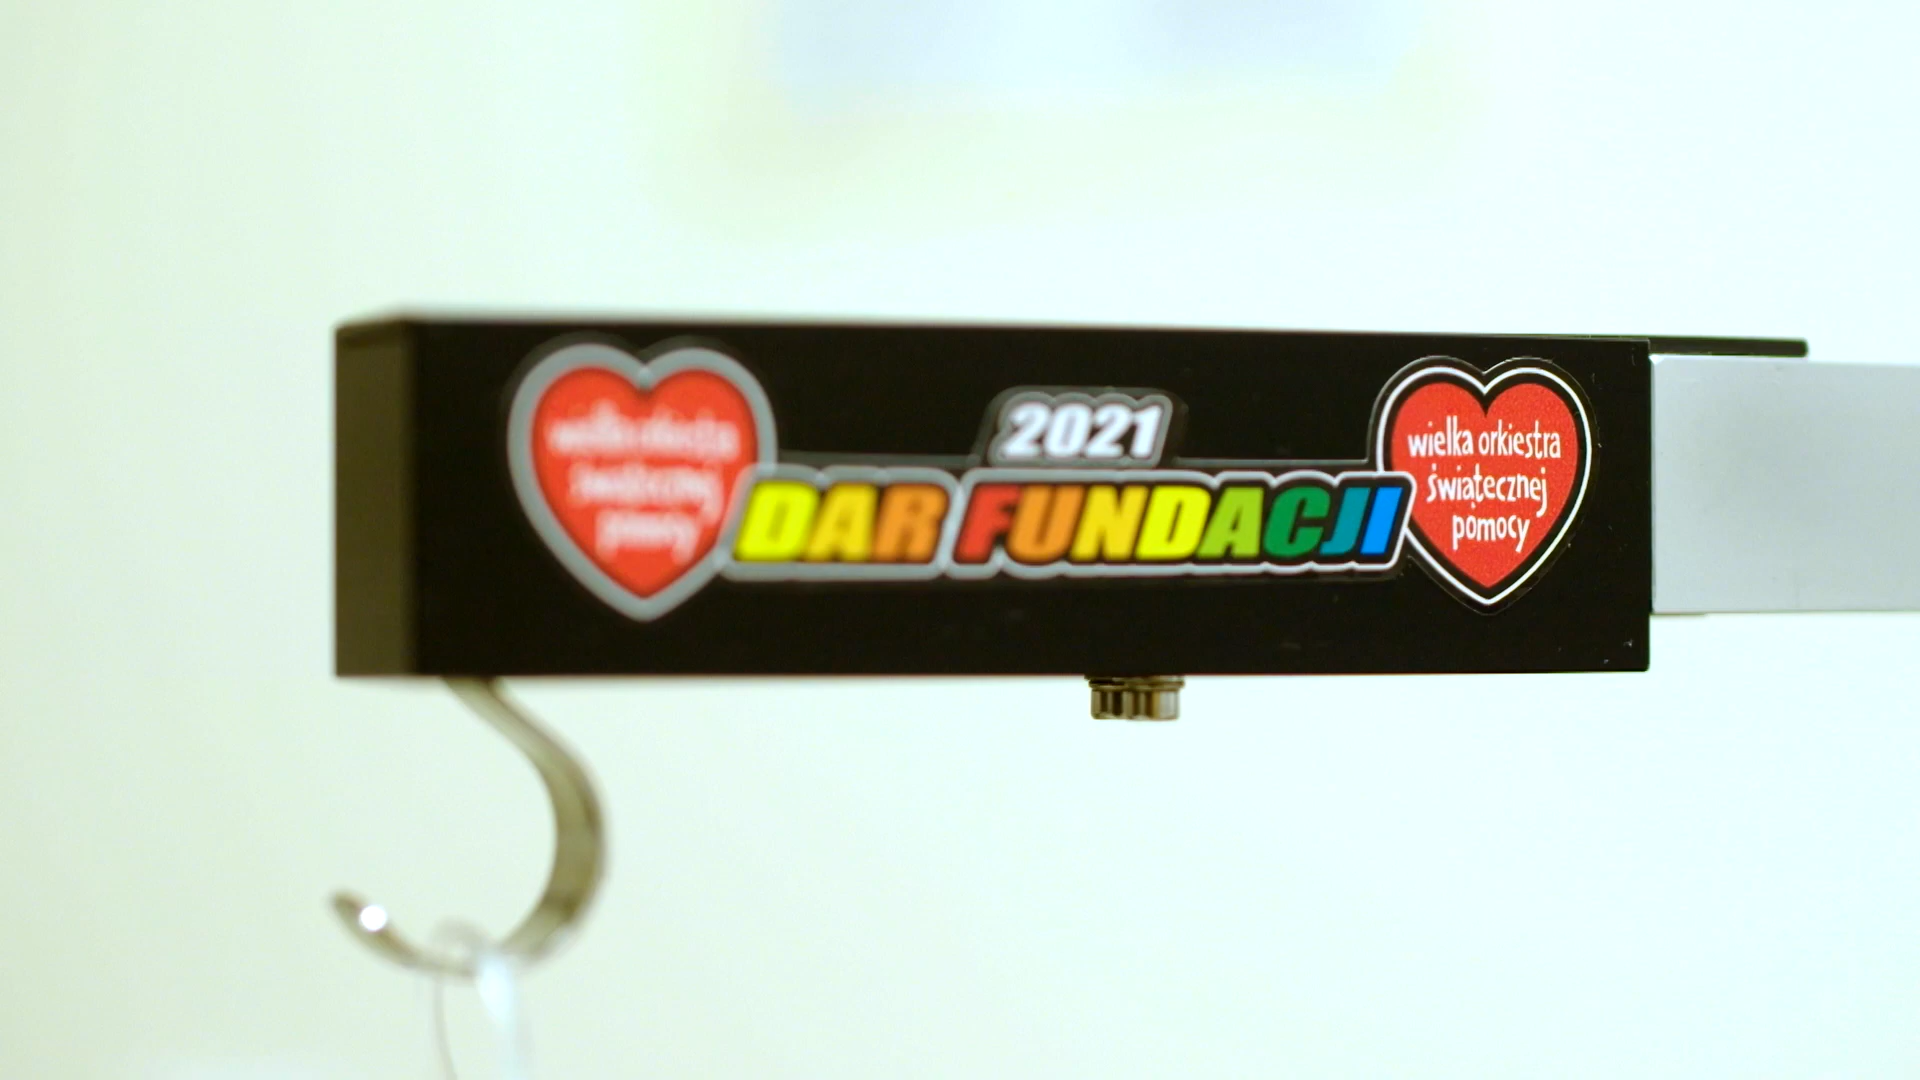 2021
DAR FUNDACJI
wielka orkiestra
świątecznej
pomocy